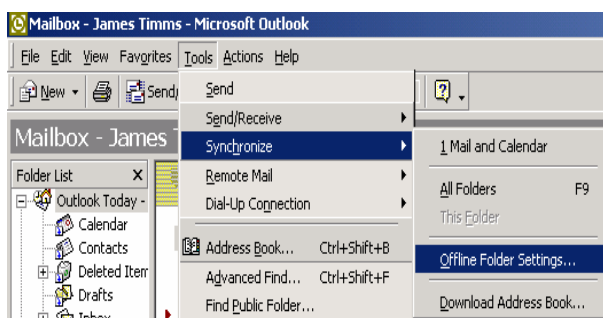 Mailbox - James Timms - Microsoft Outlook
File Edit View Favorites Tools Actions Help
New Send/
Mailbox - James
Folder List X
Outlook Today -
Calendar
Contacts
Deleted Item
Drafts
Inbox
Send
Send/Receive
Synchronize
Remote Mail
Dial-Up Connection
Address Book... Ctrl+Shift+B
Advanced Find... Ctrl+Shift+F
Find Public Folder...
1 Mail and Calendar
All Folders F9
This Folder
Offline Folder Settings...
Download Address Book...